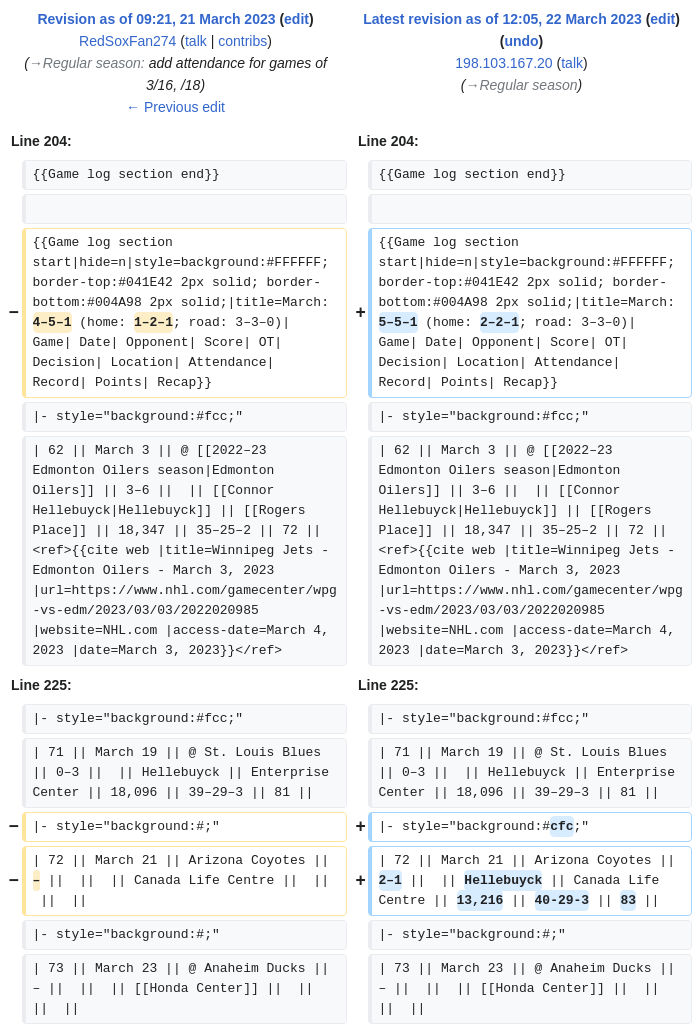 Revision as of 09:21, 21 March 2023 (edit)
RedSoxFan274 (talk | contribs)
(→Regular season: add attendance for games of
3/16, /18)
← Previous edit
Latest revision as of 12:05, 22 March 2023 (edit)
(undo)
198.103.167.20 (talk)
(→Regular season)
Line 204:
Line 204:
{{Game log section end}}
{{Game log section end}}
−
{{Game log section
start|hide=n|style=background:#FFFFFF;
border-top:#041E42 2px solid; border-
bottom:#004A98 2px solid;|title=March:
4–5–1 (home: 1–2–1; road: 3–3–0)|
Game| Date| Opponent| Score| OT|
Decision| Location| Attendance|
Record| Points| Recap}}
+
{{Game log section
start|hide=n|style=background:#FFFFFF;
border-top:#041E42 2px solid; border-
bottom:#004A98 2px solid;|title=March:
5–5–1 (home: 2–2–1; road: 3–3–0)|
Game| Date| Opponent| Score| OT|
Decision| Location| Attendance|
Record| Points| Recap}}
|- style="background:#fcc;"
|- style="background:#fcc;"
| 62 || March 3 || @ [[2022–23
Edmonton Oilers season|Edmonton
Oilers]] || 3–6 ||  || [[Connor
Hellebuyck|Hellebuyck]] || [[Rogers
Place]] || 18,347 || 35–25–2 || 72 ||
<ref>{{cite web |title=Winnipeg Jets -
Edmonton Oilers - March 3, 2023
|url=https://www.nhl.com/gamecenter/wpg
-vs-edm/2023/03/03/2022020985
|website=NHL.com |access-date=March 4,
2023 |date=March 3, 2023}}</ref>
| 62 || March 3 || @ [[2022–23
Edmonton Oilers season|Edmonton
Oilers]] || 3–6 ||  || [[Connor
Hellebuyck|Hellebuyck]] || [[Rogers
Place]] || 18,347 || 35–25–2 || 72 ||
<ref>{{cite web |title=Winnipeg Jets -
Edmonton Oilers - March 3, 2023
|url=https://www.nhl.com/gamecenter/wpg
-vs-edm/2023/03/03/2022020985
|website=NHL.com |access-date=March 4,
2023 |date=March 3, 2023}}</ref>
Line 225:
Line 225:
|- style="background:#fcc;"
|- style="background:#fcc;"
| 71 || March 19 || @ St. Louis Blues
|| 0–3 ||  || Hellebuyck || Enterprise
Center || 18,096 || 39–29–3 || 81 ||
| 71 || March 19 || @ St. Louis Blues
|| 0–3 ||  || Hellebuyck || Enterprise
Center || 18,096 || 39–29–3 || 81 ||
−
|- style="background:#;"
+
|- style="background:#cfc;"
−
| 72 || March 21 || Arizona Coyotes ||
– ||  ||  || Canada Life Centre ||  ||
||  ||
+
| 72 || March 21 || Arizona Coyotes ||
2–1 ||  || Hellebuyck || Canada Life
Centre || 13,216 || 40-29-3 || 83 ||
|- style="background:#;"
|- style="background:#;"
| 73 || March 23 || @ Anaheim Ducks ||
– ||  ||  || [[Honda Center]] ||  ||
||  ||
| 73 || March 23 || @ Anaheim Ducks ||
– ||  ||  || [[Honda Center]] ||  ||
||  ||